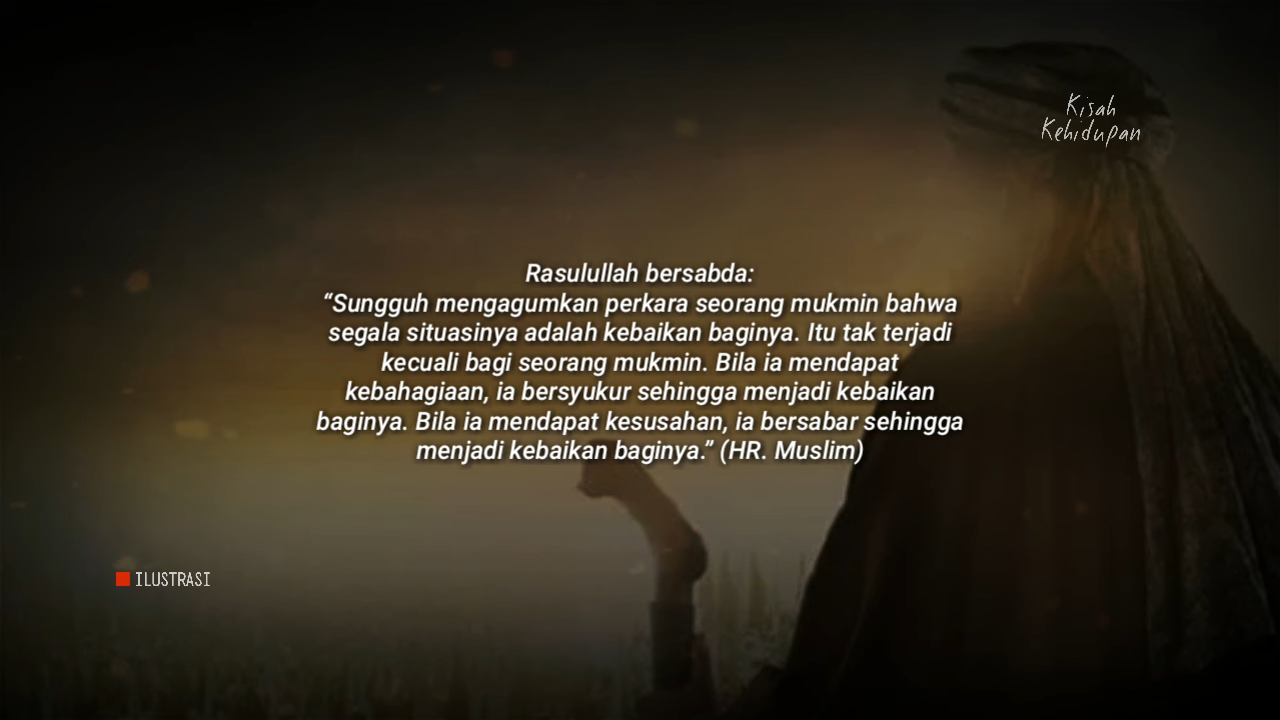 Kisah
Kehidupan
Rasulullah bersabda:
“Sungguh mengagumkan perkara seorang mukmin bahwa
segala situasinya adalah kebaikan baginya. Itu tak terjadi
kecuali bagi seorang mukmin. Bila ia mendapat
kebahagiaan, ia bersyukur sehingga menjadi kebaikan
baginya. Bila ia mendapat kesusahan, ia bersabar sehingga
menjadi kebaikan baginya.” (HR. Muslim)
ILUSTRASI